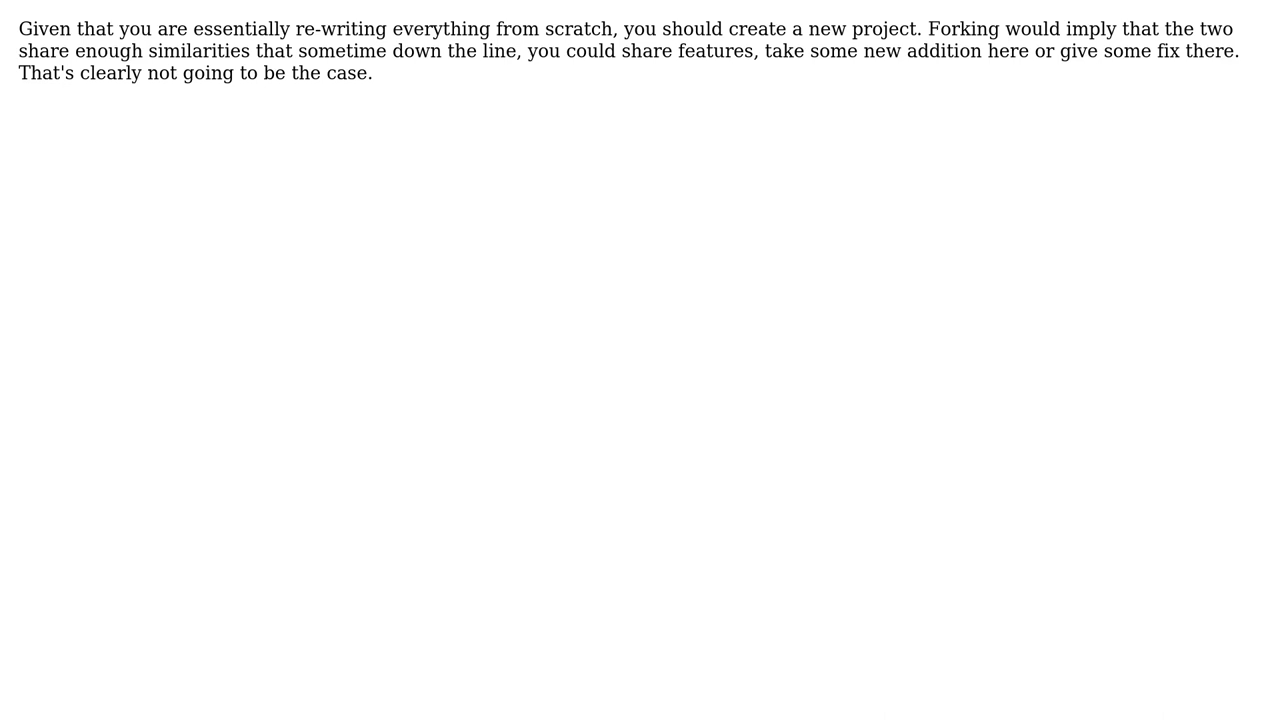 Given that you are essentially re-writing everything from scratch, you should create a new project. Forking would imply that the two
share enough similarities that sometime down the line, you could share features, take some new addition here or give some fix there.
That's clearly not going to be the case.